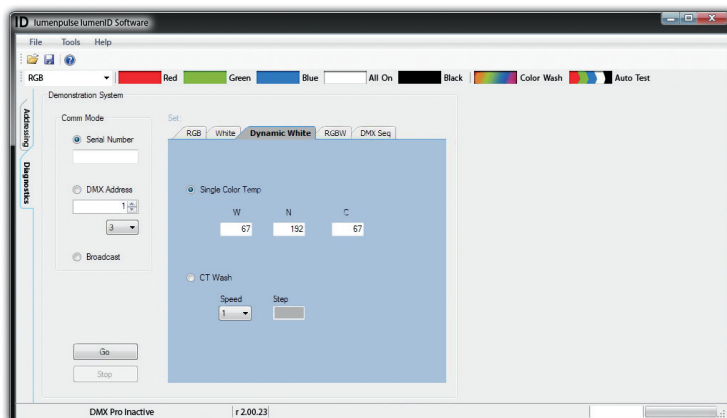 ID lumenpulse lumenID Software
File Tools Help
RGB Red Green Blue All On Black Color Wash Auto Test
Demonstration System
Addressing
Diagnostics
Comm Mode
Serial Number
DMX Address
1
3
Broadcast
Go
Stop
Set:
RGB White Dynamic White RGBW DMX Seq
Single Color Temp
W N C
67 192 67
CT Wash
Speed Step
1
DMX Pro Inactive r 2.00.23